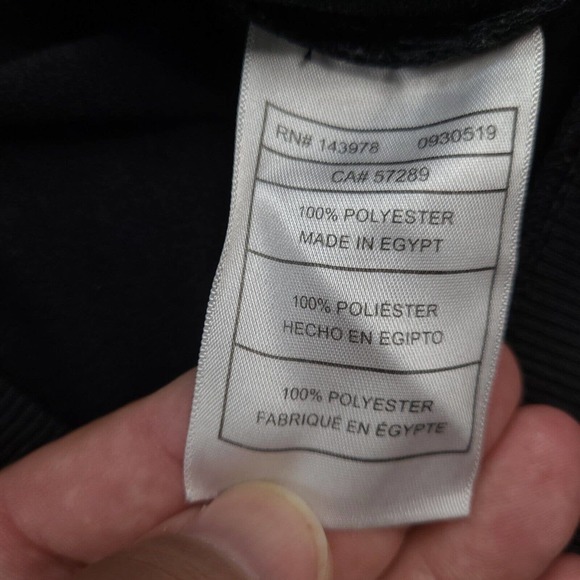 RN# 143978 0930519
CA# 57289
100% POLYESTER
MADE IN EGYPT
100% POLIÉSTER
HECHO EN EGIPTO
100% POLYESTER
FABRIQUÉ EN ÉGYPTE